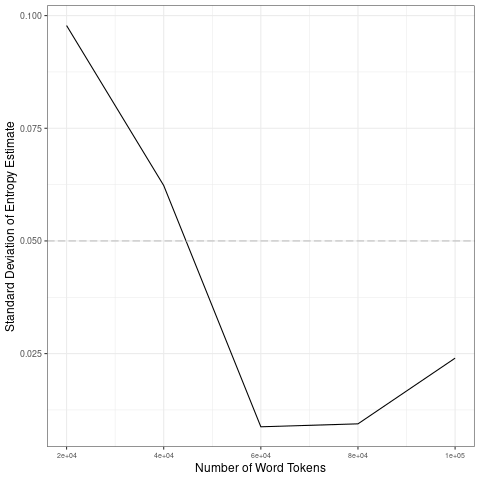 0.100
0.075
0.050
0.025
Standard Deviation of Entropy Estimate
2e+04 4e+04 6e+04 8e+04 1e+05
Number of Word Tokens